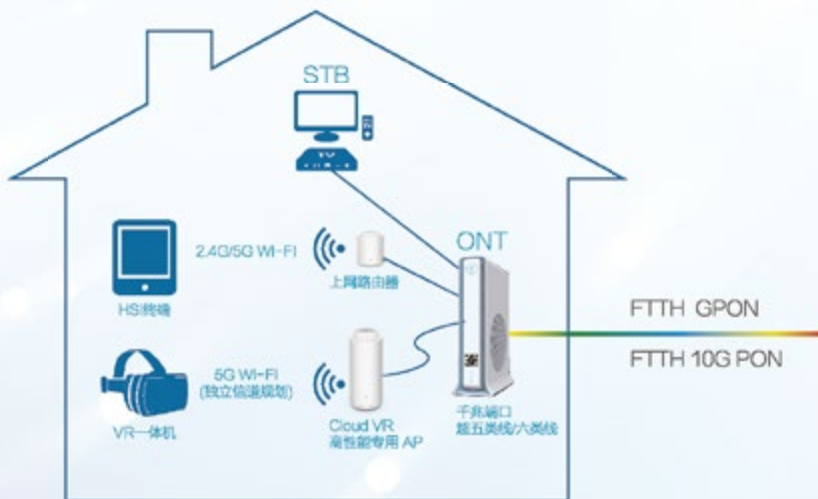 STB
TV
2.4G/5G WI-FI
上网路由器
HSI终端
ONT
FTTH GPON
FTTH 10G PON
5G WI-FI
(独立信道规划)
VR一体机
Cloud VR
高性能专用 AP
千兆端口
超五类线/六类线